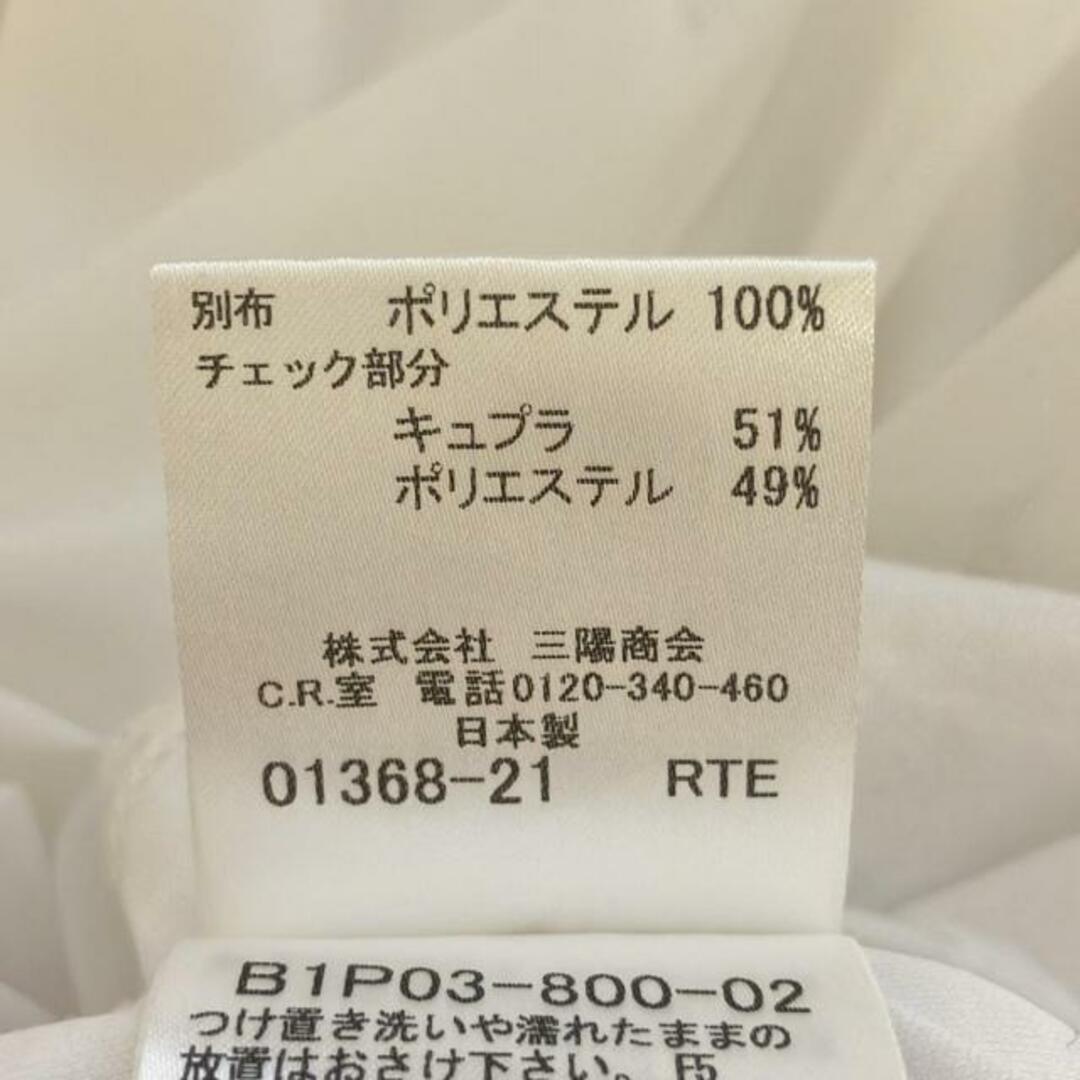 別布 ポリエステル 100%
チェック部分
キュプラ 51%
ポリエステル 49%
株式会社 三陽商会
C.R.室 電話0120-340-460
日本製
01368-21 RTE
B1P03-800-02
つけ置き洗いや濡れたままの
放置はおさけ下さい。 F5